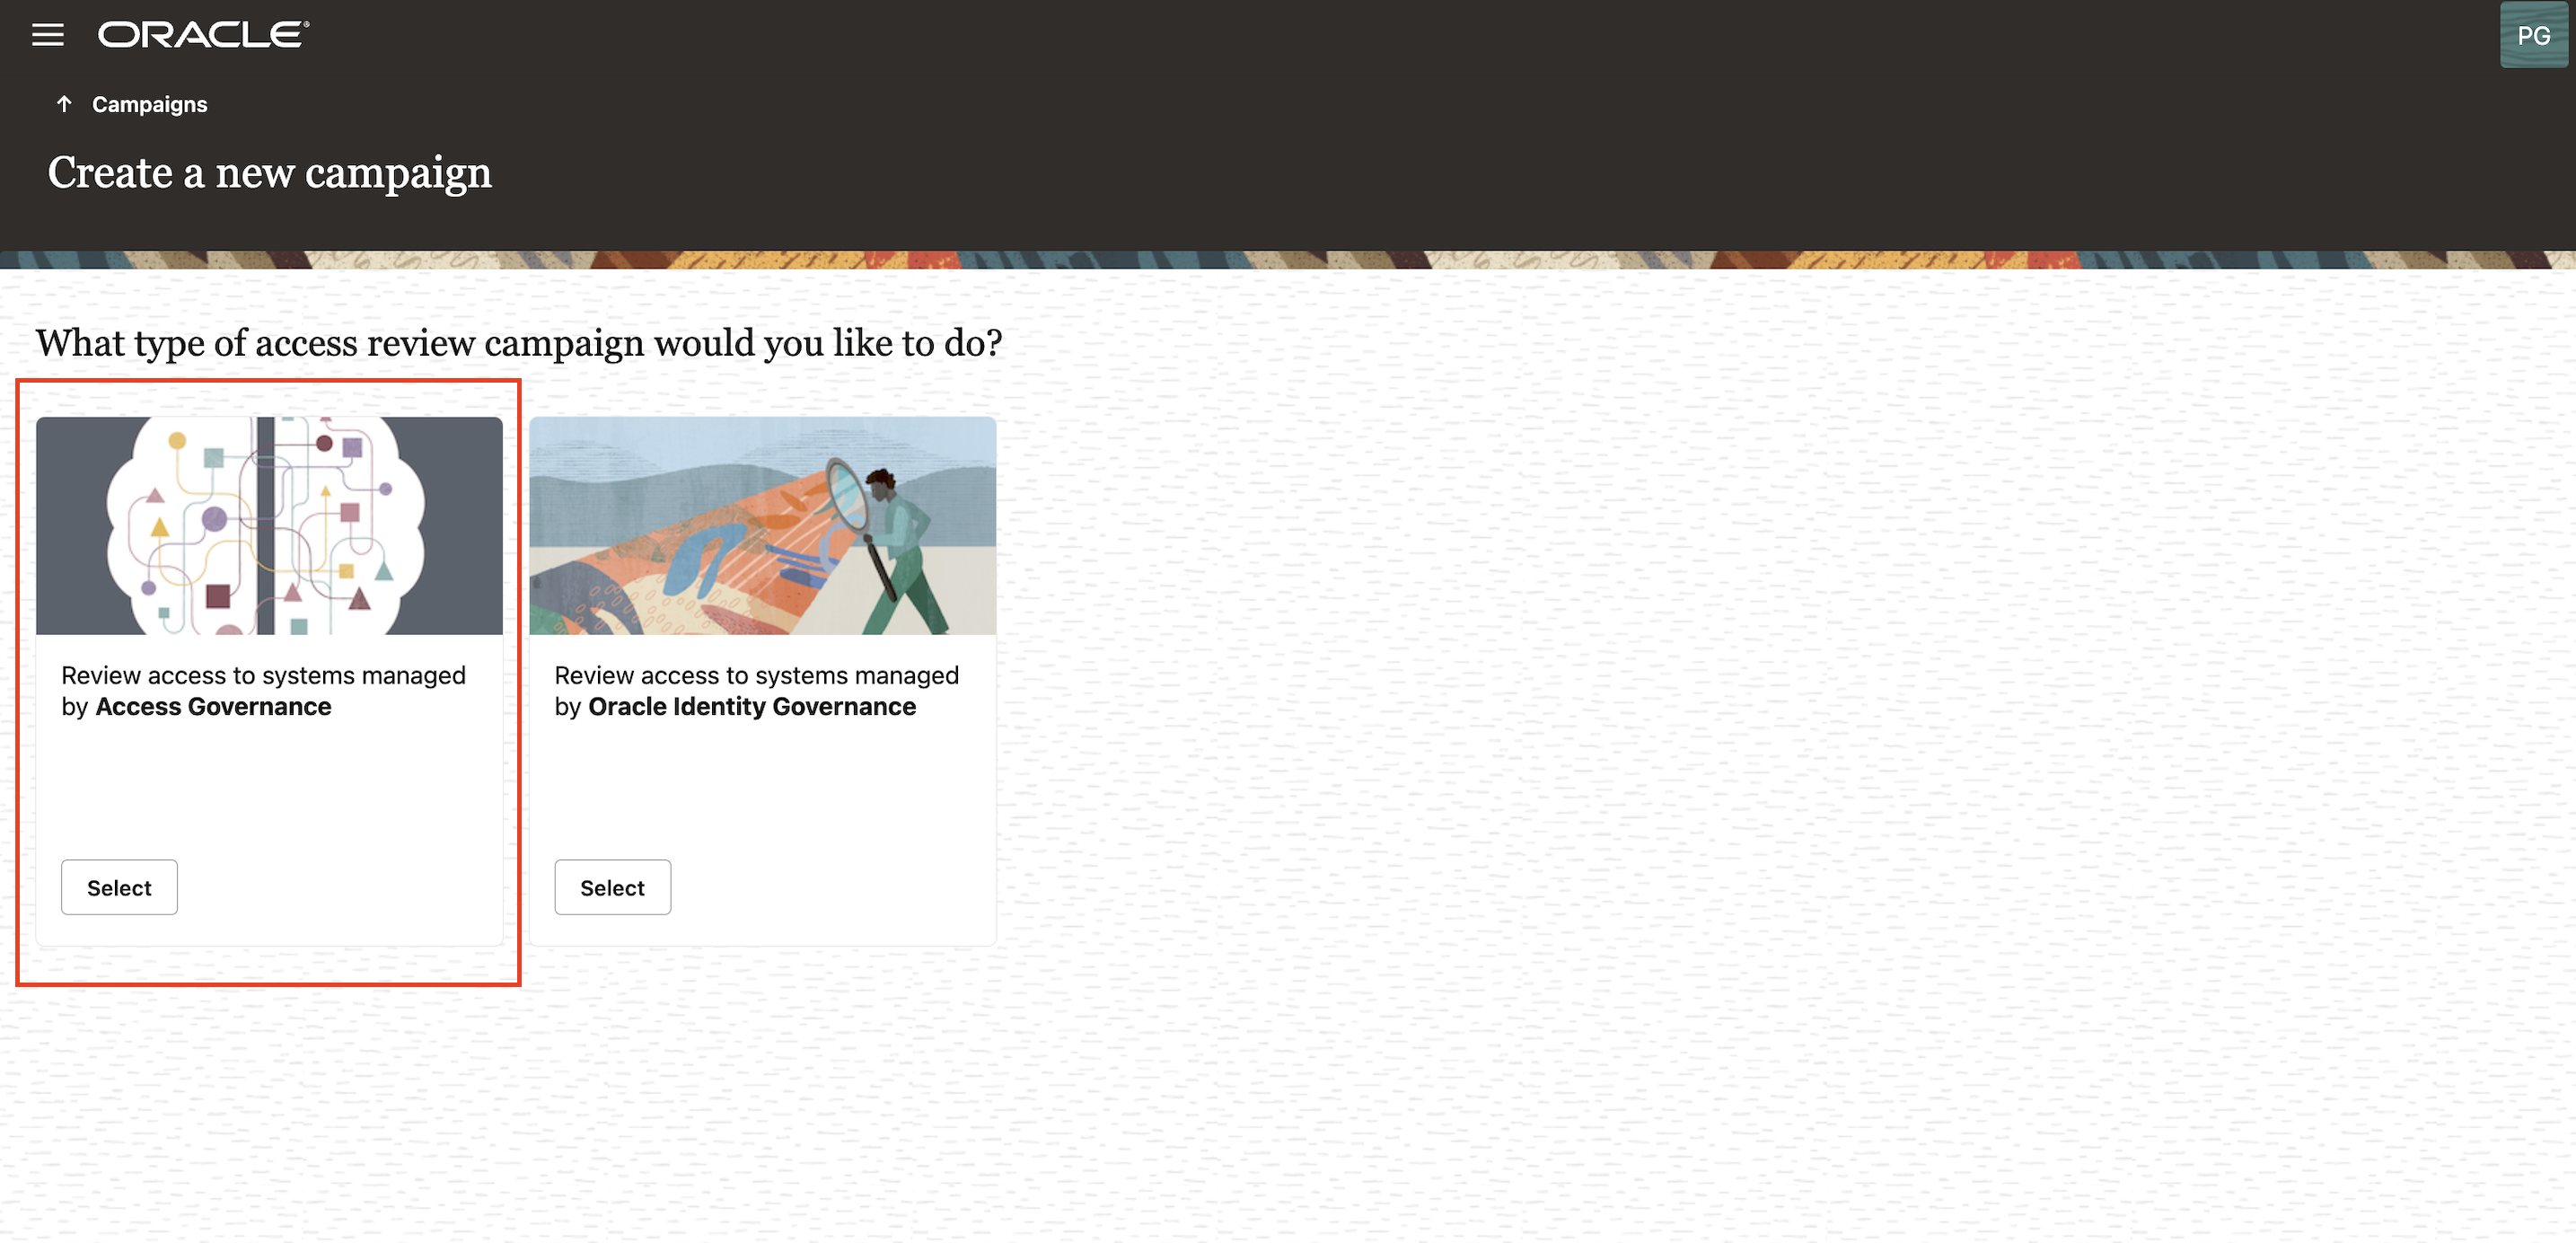 ORACLE®
PG
Campaigns
Create a new campaign
What type of access review campaign would you like to do?
Review access to systems managed
by Access Governance
Select
Review access to systems managed
by Oracle Identity Governance
Select